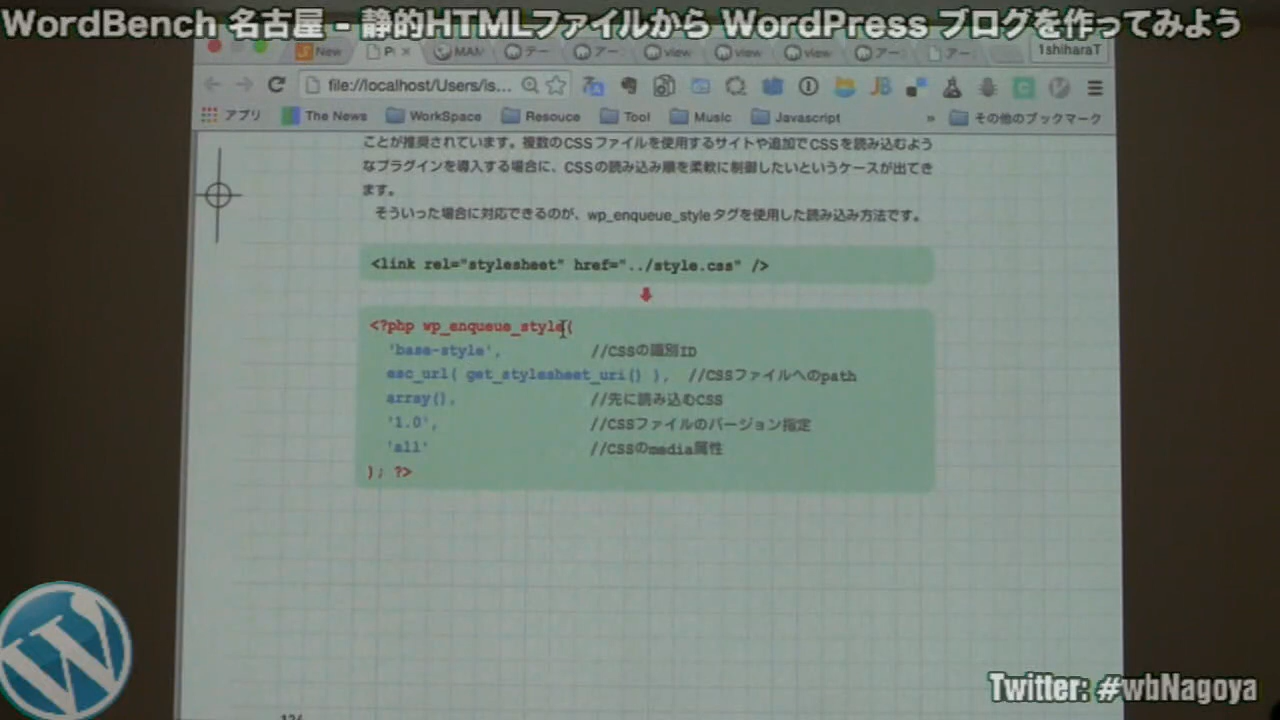 WordBench 名古屋 - 静的HTMLファイルから WordPress ブログを作ってみよう
New
view
view
view
アー
アー
1shiharaT
file://localhost/Users/is...
アプリ The News WorkSpace Resouce Tool Music Javascript » その他のブックマーク
ことが推奨されています。複数のCSSファイルを使用するサイトや追加でCSSを読み込むよう
なプラグインを導入する場合に、CSSの読み込み順を柔軟に制御したいというケースが出てき
ます。
そういった場合に対応できるのが、wp_enqueue_styleタグを使用した読み込み方法です。
<link rel="stylesheet" href="../style.css" />
<?php wp_enqueue_style(
'base-style', //CSSの識別ID
esc_url( get_stylesheet_uri() ), //CSSファイルへのpath
array(), //先に読み込むCSS
'1.0', //CSSファイルのバージョン指定
'all' //CSSのmedia属性
); ?>
Twitter: #wbNagoya